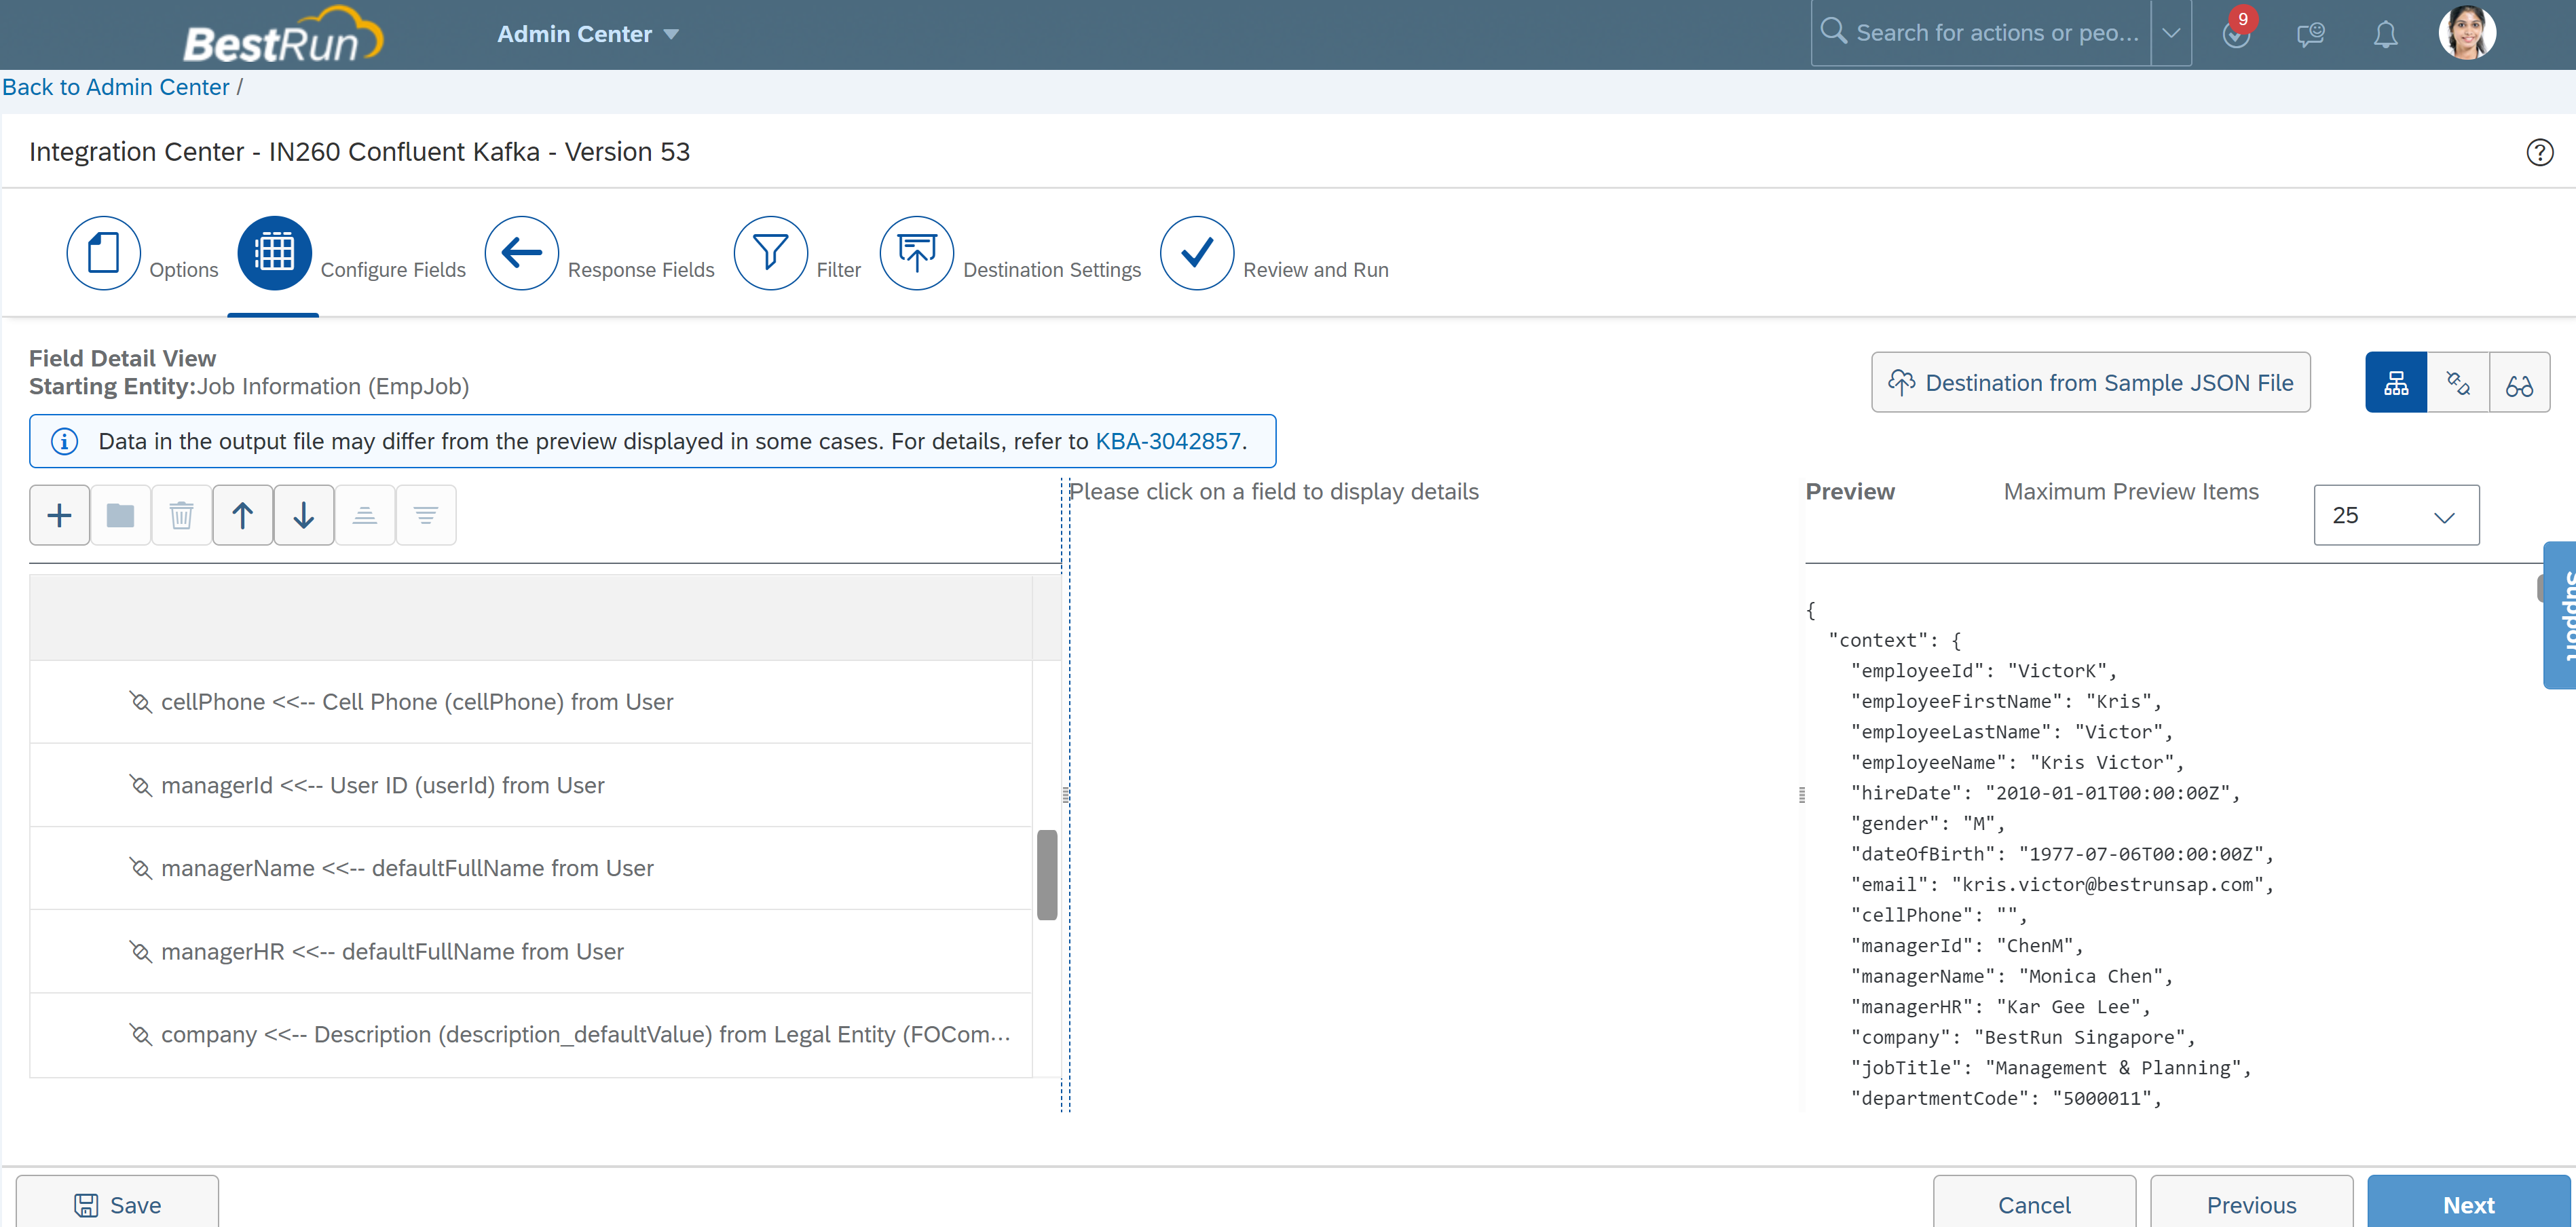 BestRun
Admin Center
Search for actions or peo...
9
Back to Admin Center /
Integration Center - IN260 Confluent Kafka - Version 53
Options
Configure Fields
Response Fields
Filter
Destination Settings
Review and Run
Field Detail View
Starting Entity:Job Information (EmpJob)
Destination from Sample JSON File
Data in the output file may differ from the preview displayed in some cases. For details, refer to KBA-3042857.
Please click on a field to display details
Preview
Maximum Preview Items
25
cellPhone <<-- Cell Phone (cellPhone) from User
managerId <<-- User ID (userId) from User
managerName <<-- defaultFullName from User
managerHR <<-- defaultFullName from User
company <<-- Description (description_defaultValue) from Legal Entity (FOCom...
{
"context": {
"employeeId": "VictorK",
"employeeFirstName": "Kris",
"employeeLastName": "Victor",
"employeeName": "Kris Victor",
"hireDate": "2010-01-01T00:00:00Z",
"gender": "M",
"dateOfBirth": "1977-07-06T00:00:00Z",
"email": "kris.victor@bestrunsap.com",
"cellPhone": "",
"managerId": "ChenM",
"managerName": "Monica Chen",
"managerHR": "Kar Gee Lee",
"company": "BestRun Singapore",
"jobTitle": "Management & Planning",
"departmentCode": "5000011",
Support
Save
Cancel
Previous
Next